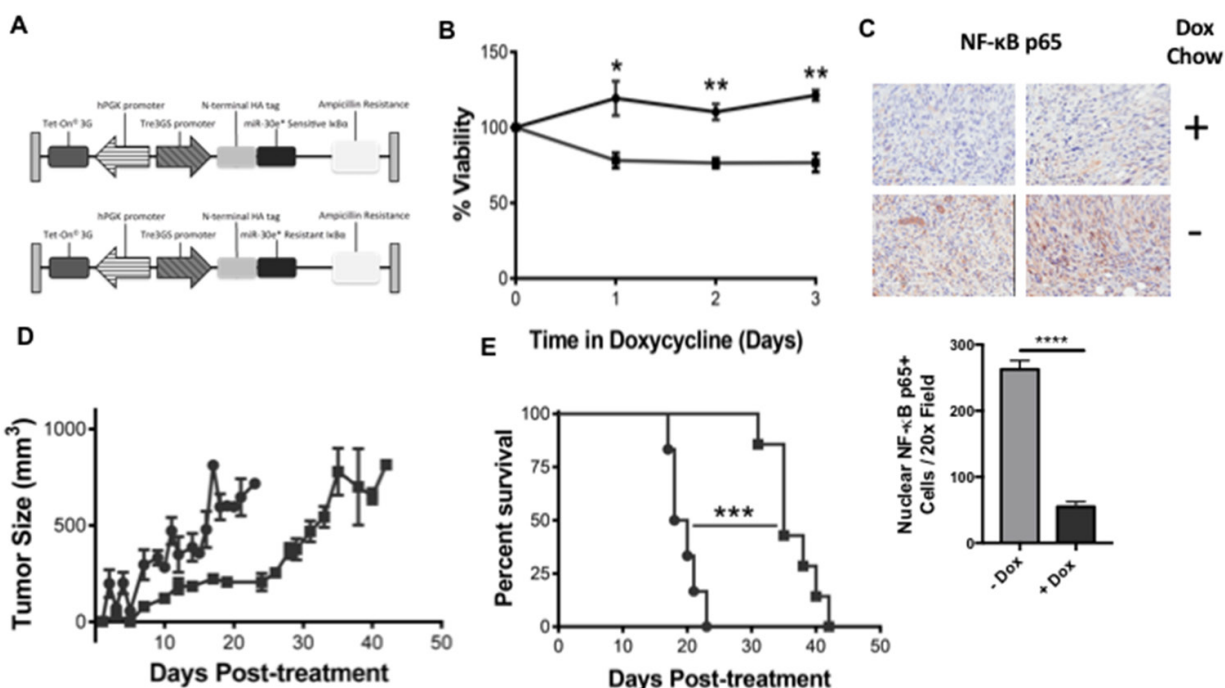 A
hPGK promoter
N-terminal HA tag
Ampicillin Resistance
Tet-On® 3G
Tre3GS promoter
miR-30e* Sensitive IκBα
hPGK promoter
N-terminal HA tag
Ampicillin Resistance
Tet-On® 3G
Tre3GS promoter
miR-30e* Resistant IκBα
B
% Viability
150
100
50
0
*
**
**
0
1
2
3
Time in Doxycycline (Days)
C
NF-κB p65
Dox
Chow
+
-
Nuclear NF-κB p65+
Cells / 20x Field
300
200
100
0
****
- Dox
+ Dox
D
Tumor Size (mm³)
1000
500
0
10
20
30
40
50
Days Post-treatment
E
Percent survival
100
75
50
25
0
***
0
10
20
30
40
50
Days Post-treatment